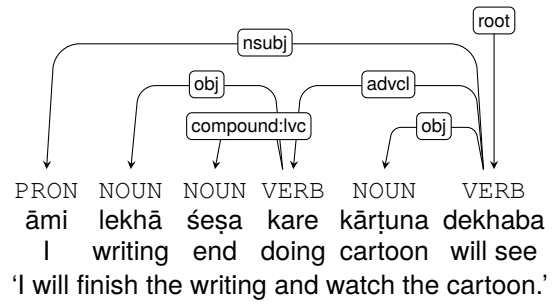 root
nsubj
obj advcl
compound:lvc obj
PRON NOUN NOUN VERB NOUN VERB
āmi lekhā śeṣa kare kārṭuna dekhaba
I writing end doing cartoon will see
‘I will finish the writing and watch the cartoon.’